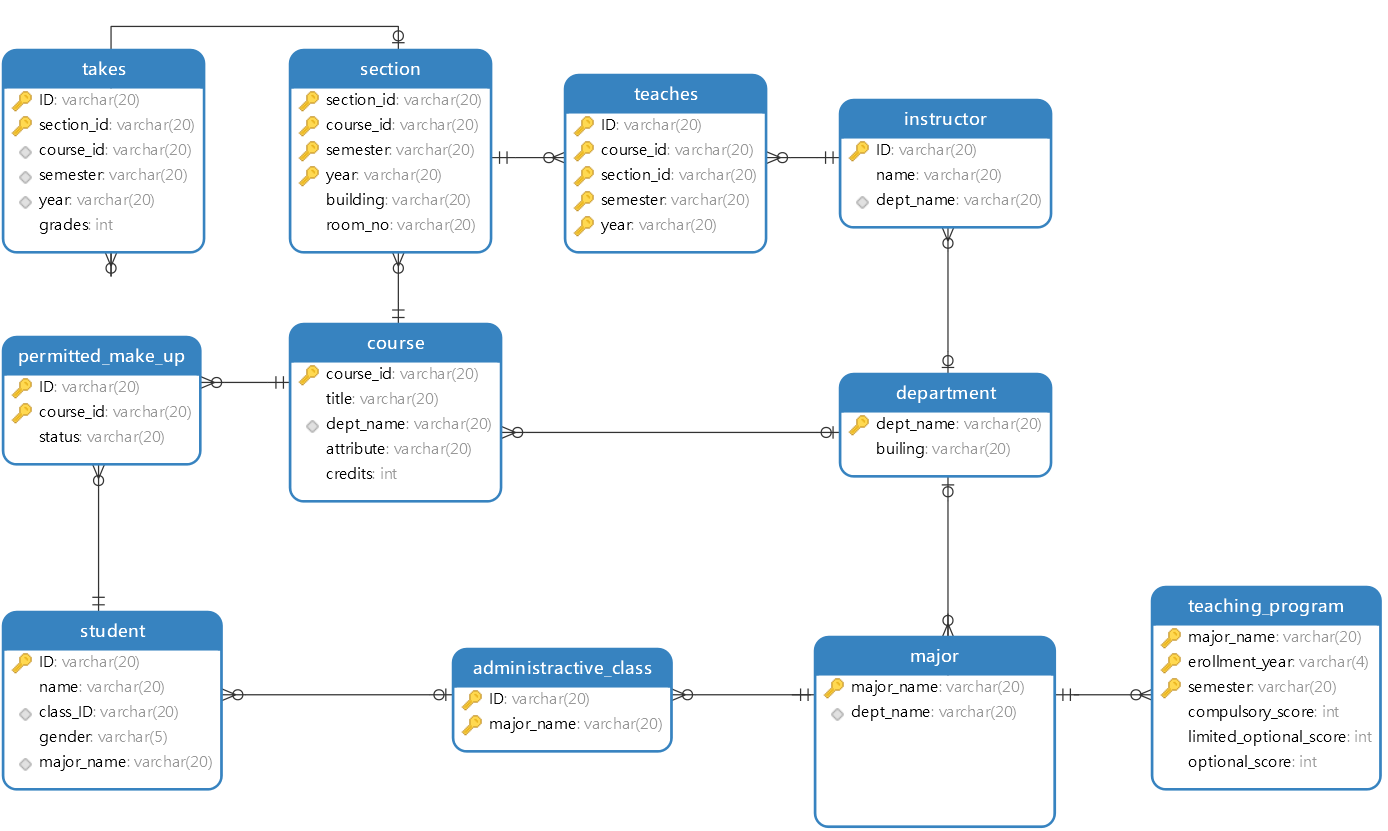 takes
ID: varchar(20)
section_id: varchar(20)
course_id: varchar(20)
semester: varchar(20)
year: varchar(20)
grades: int
section
section_id: varchar(20)
course_id: varchar(20)
semester: varchar(20)
year: varchar(20)
building: varchar(20)
room_no: varchar(20)
teaches
ID: varchar(20)
course_id: varchar(20)
section_id: varchar(20)
semester: varchar(20)
year: varchar(20)
instructor
ID: varchar(20)
name: varchar(20)
dept_name: varchar(20)
permitted_make_up
ID: varchar(20)
course_id: varchar(20)
status: varchar(20)
course
course_id: varchar(20)
title: varchar(20)
dept_name: varchar(20)
attribute: varchar(20)
credits: int
department
dept_name: varchar(20)
builing: varchar(20)
student
ID: varchar(20)
name: varchar(20)
class_ID: varchar(20)
gender: varchar(5)
major_name: varchar(20)
administractive_class
ID: varchar(20)
major_name: varchar(20)
major
major_name: varchar(20)
dept_name: varchar(20)
teaching_program
major_name: varchar(20)
erollment_year: varchar(4)
semester: varchar(20)
compulsory_score: int
limited_optional_score: int
optional_score: int